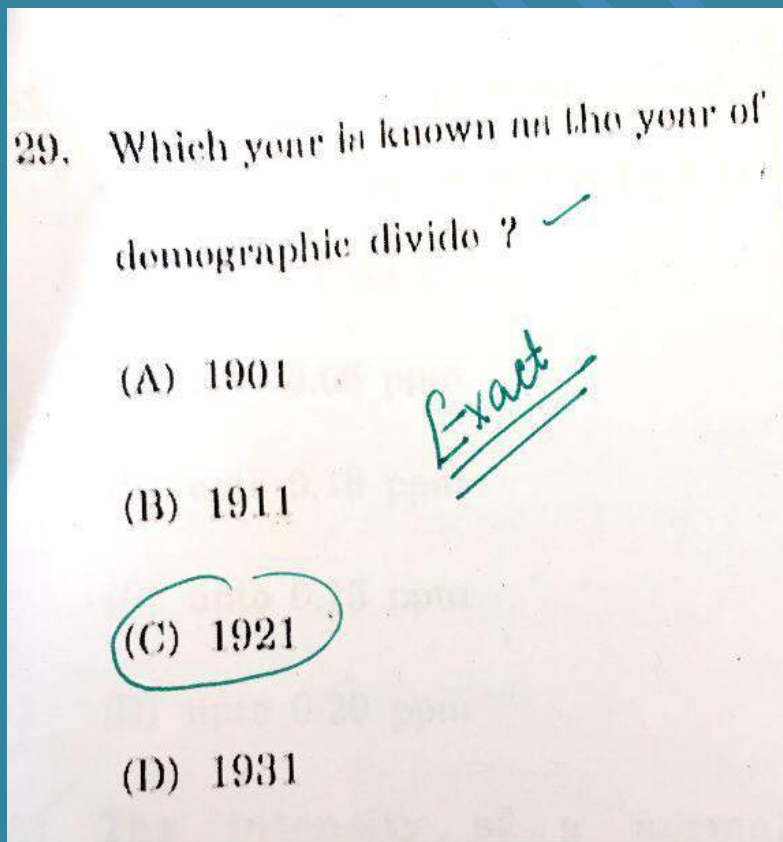 29. Which year is known as the year of
demographic divide ?
(A) 1901
Exact
(B) 1911
(C) 1921
(D) 1931